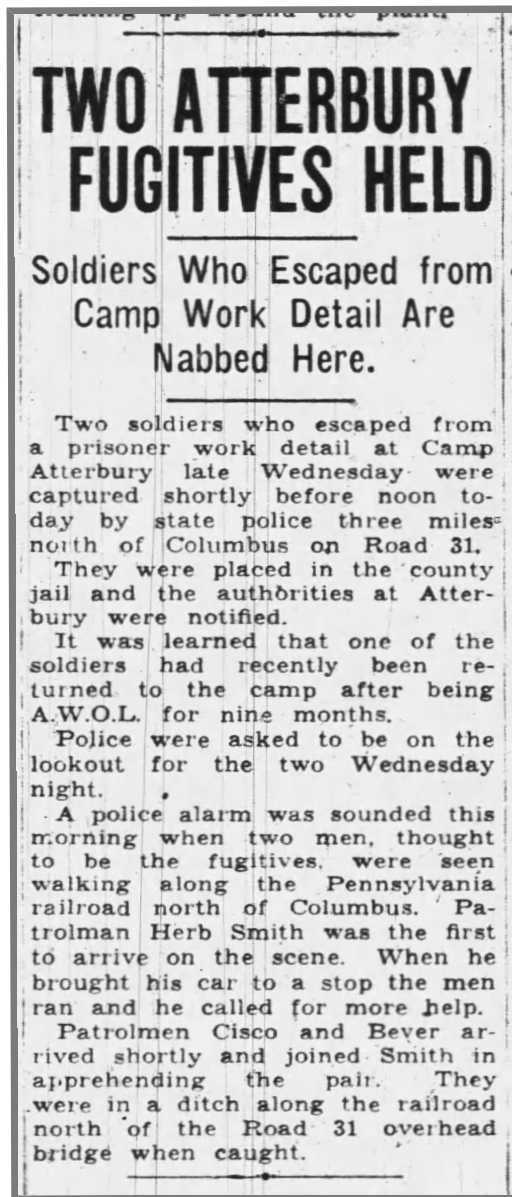 cleaning up around the plant.
TWO ATTERBURY
FUGITIVES HELD
Soldiers Who Escaped from
Camp Work Detail Are
Nabbed Here.
Two soldiers who escaped from
a prisoner work detail at Camp
Atterbury late Wednesday were
captured shortly before noon to-
day by state police three miles
north of Columbus on Road 31.
They were placed in the county
jail and the authorities at Atter-
bury were notified.
It was learned that one of the
soldiers had recently been re-
turned to the camp after being
A.W.O.L. for nine months.
Police were asked to be on the
lookout for the two Wednesday
night.
A police alarm was sounded this
morning when two men, thought
to be the fugitives, were seen
walking along the Pennsylvania
railroad north of Columbus. Pa-
trolman Herb Smith was the first
to arrive on the scene. When he
brought his car to a stop the men
ran and he called for more help.
Patrolmen Cisco and Bever ar-
rived shortly and joined Smith in
apprehending the pair. They
were in a ditch along the railroad
north of the Road 31 overhead
bridge when caught.